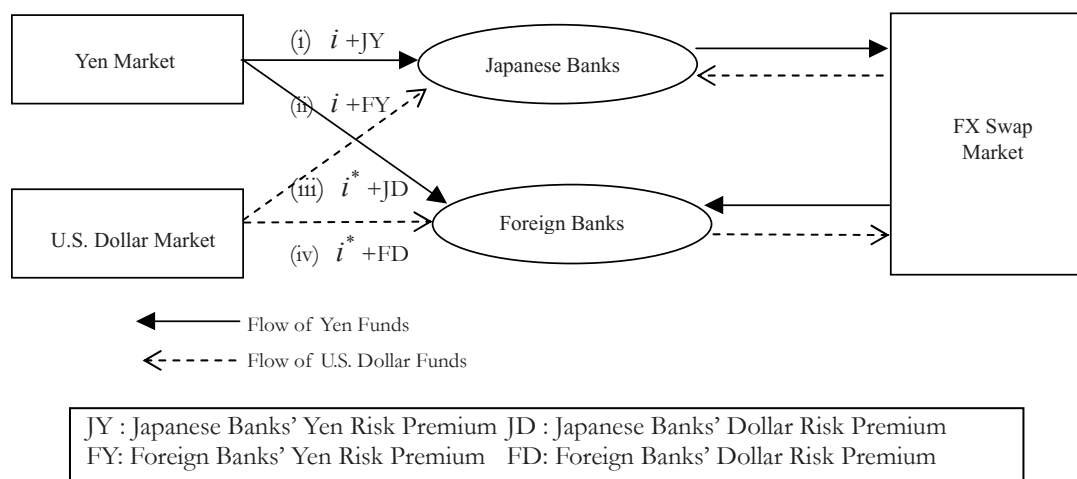 Yen Market
(i) i +JY
Japanese Banks
(ii) i +FY
FX Swap
Market
(iii) i* +JD
Foreign Banks
U.S. Dollar Market
(iv) i* +FD
Flow of Yen Funds
Flow of U.S. Dollar Funds
JY : Japanese Banks’ Yen Risk Premium JD : Japanese Banks’ Dollar Risk Premium
FY: Foreign Banks’ Yen Risk Premium FD: Foreign Banks’ Dollar Risk Premium